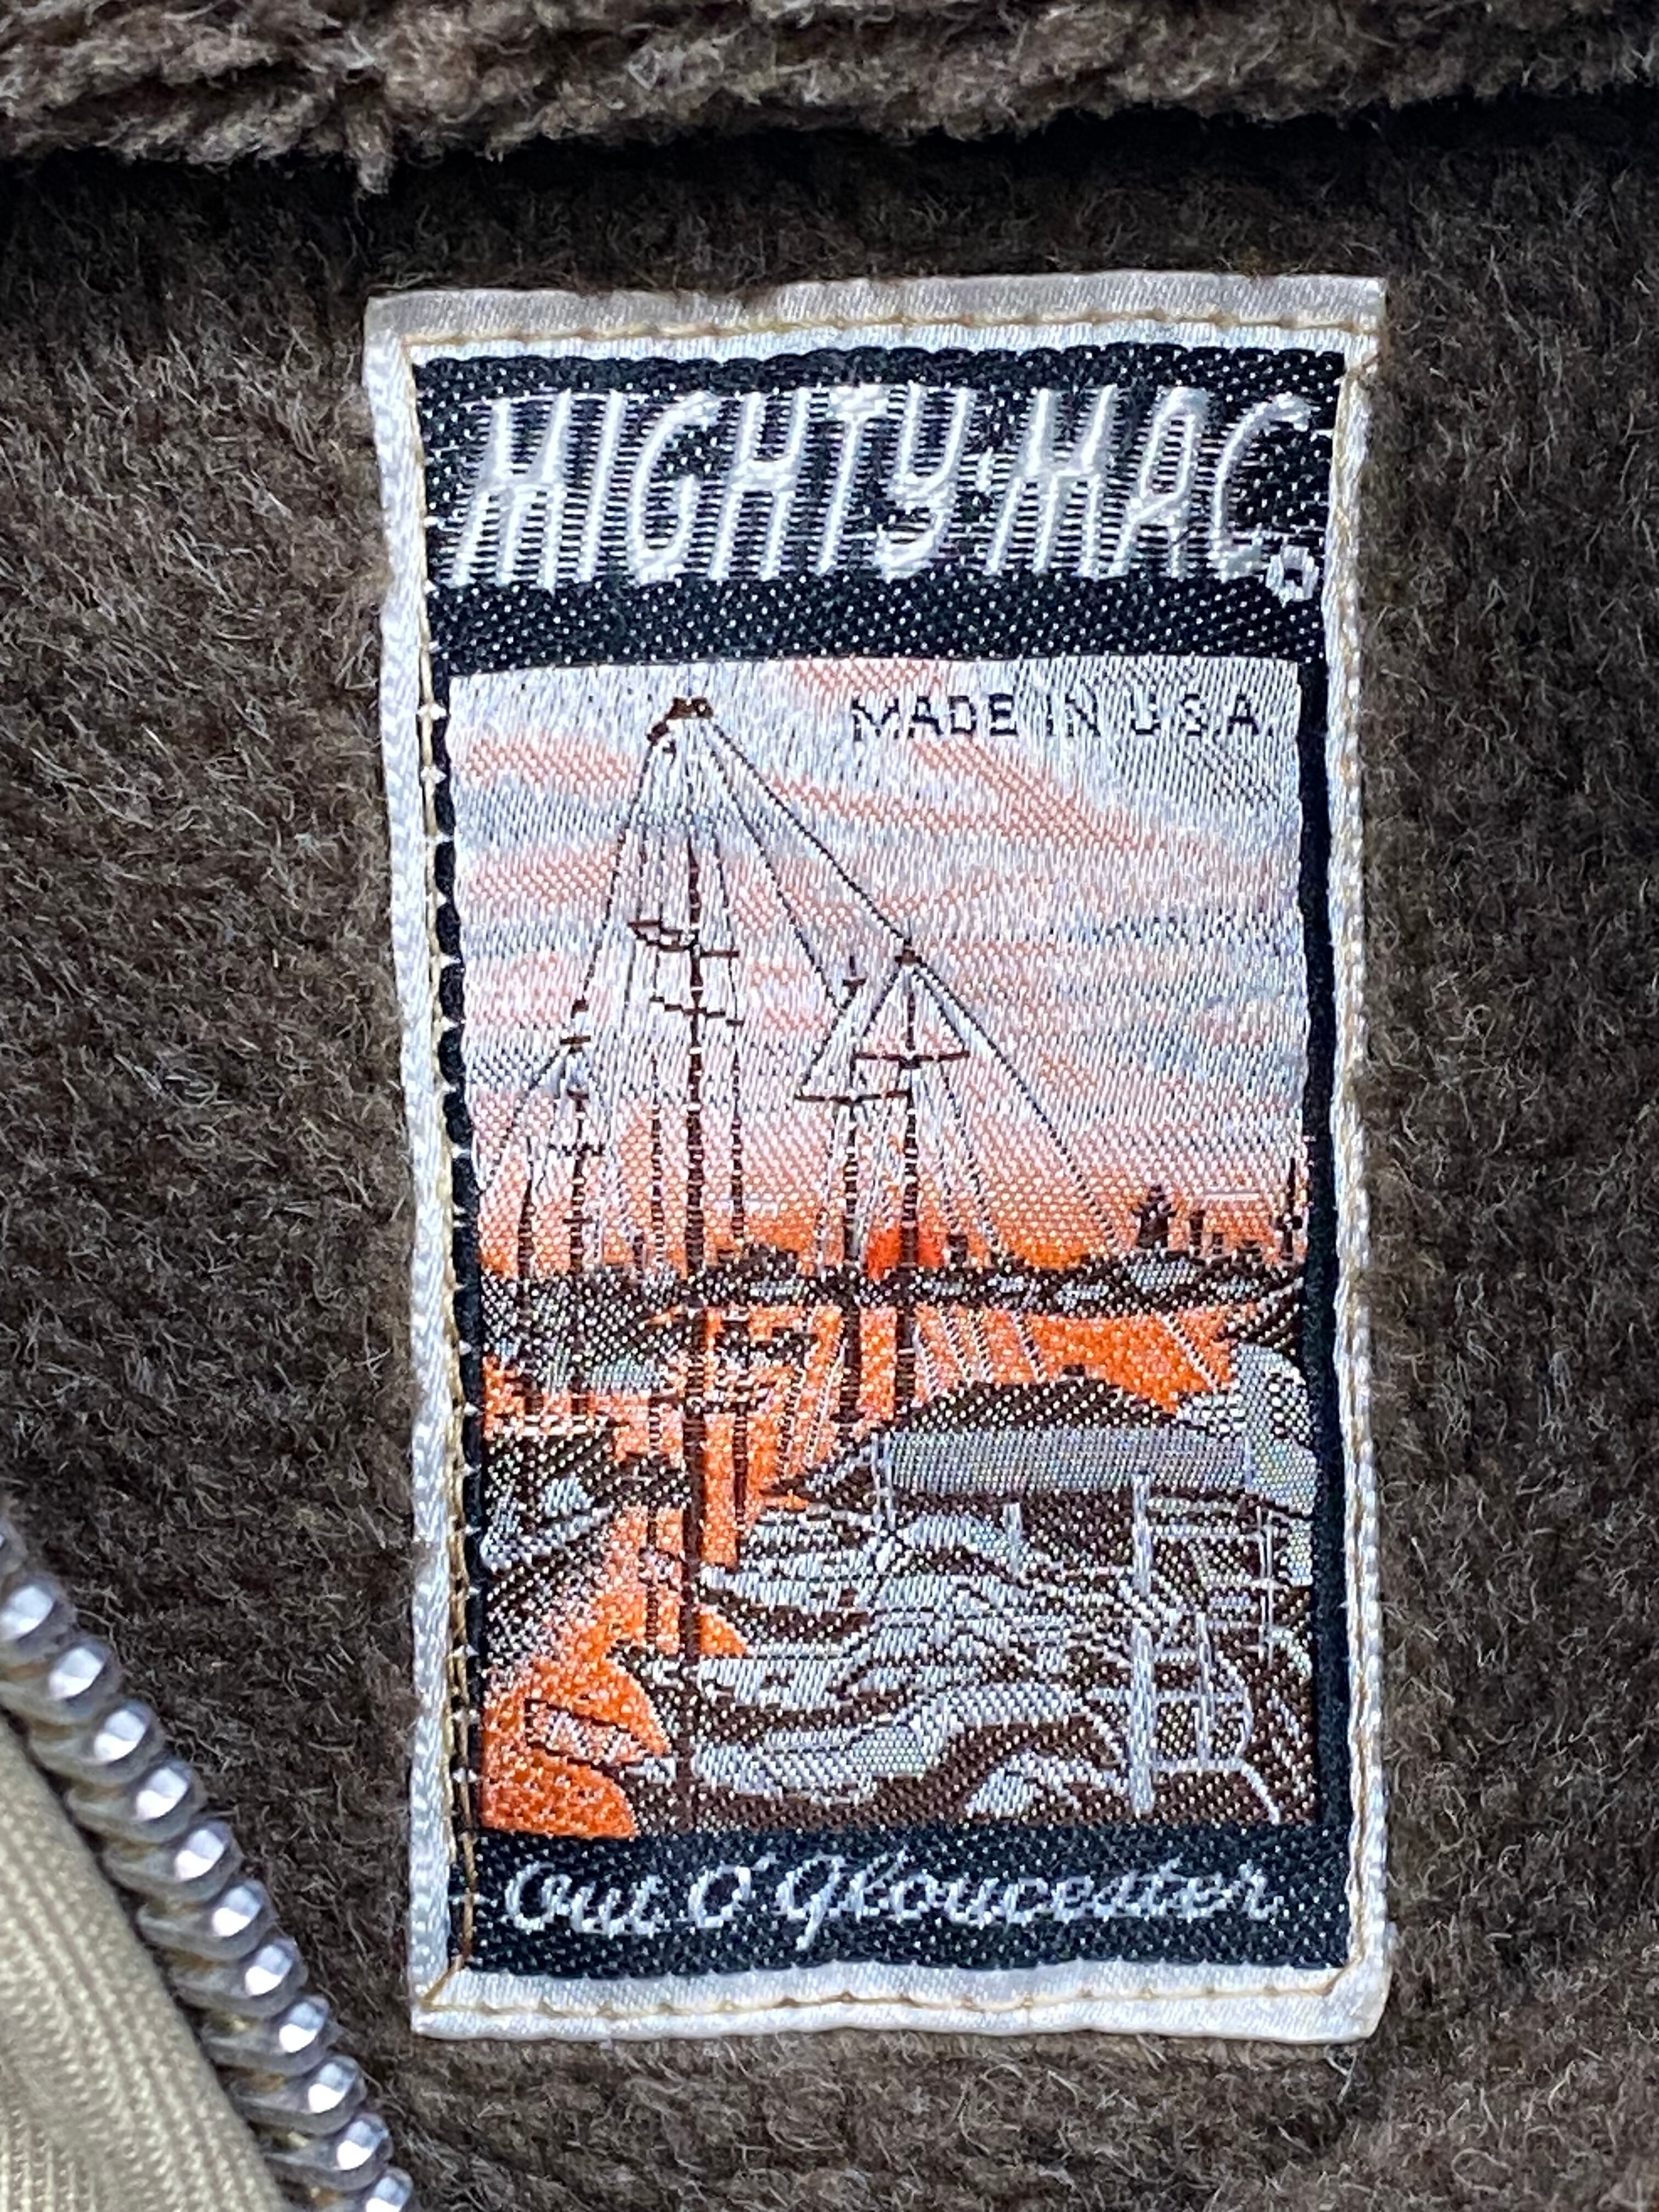 MIGHTY-MAC
MADE IN U.S.A.
Out O' Gloucester